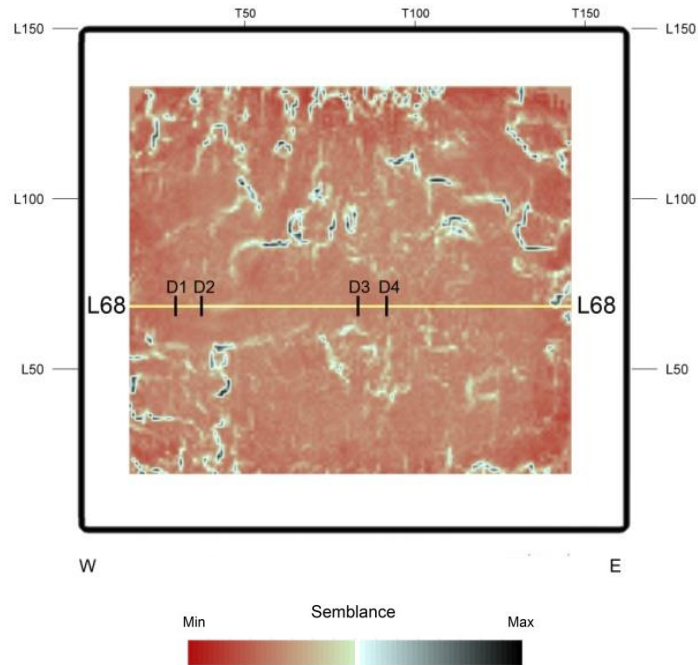 T50 T100 T150
L150 L150
L100 L100
D1 D2 D3 D4
L68 L68
L50 L50
W E
Semblance
Min Max